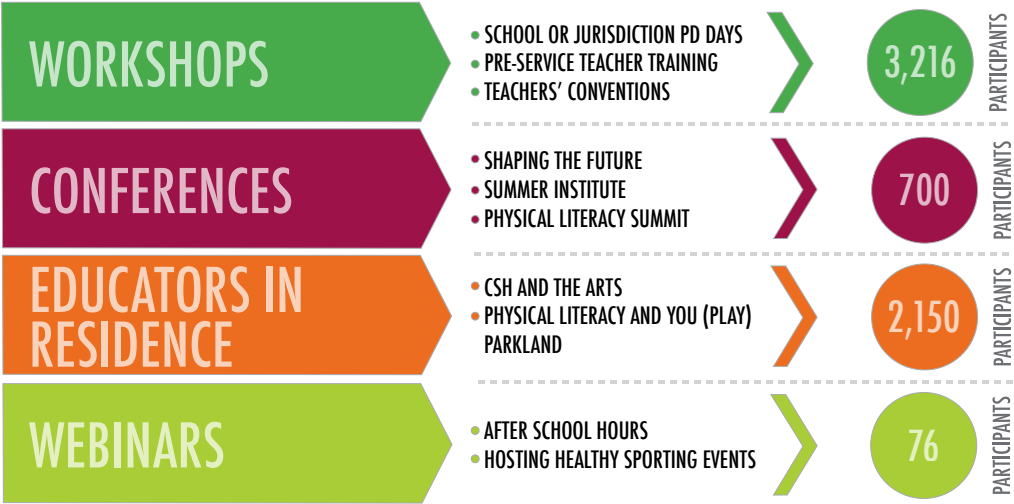 WORKSHOPS
• SCHOOL OR JURISDICTION PD DAYS
• PRE-SERVICE TEACHER TRAINING
• TEACHERS’ CONVENTIONS
3,216
PARTICIPANTS
CONFERENCES
• SHAPING THE FUTURE
• SUMMER INSTITUTE
• PHYSICAL LITERACY SUMMIT
700
PARTICIPANTS
EDUCATORS IN
RESIDENCE
• CSH AND THE ARTS
• PHYSICAL LITERACY AND YOU (PLAY)
PARKLAND
2,150
PARTICIPANTS
WEBINARS
• AFTER SCHOOL HOURS
• HOSTING HEALTHY SPORTING EVENTS
76
PARTICIPANTS